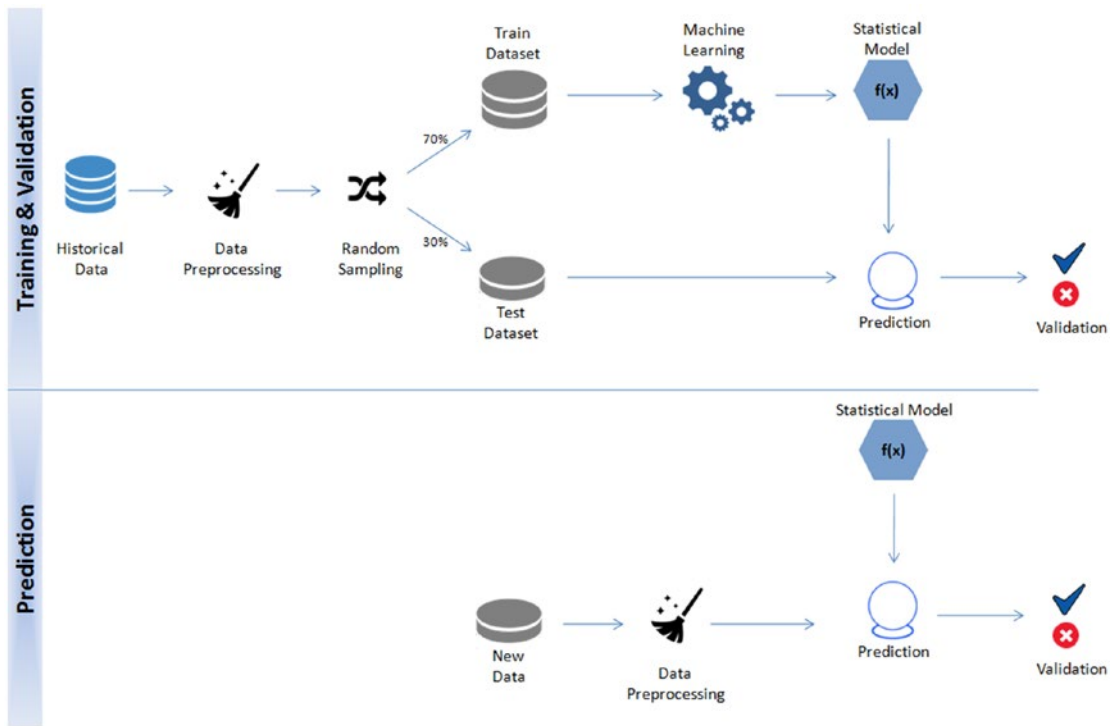 Training & Validation
Train
Dataset
Machine
Learning
Statistical
Model
f(x)
70%
30%
Historical
Data
Data
Preprocessing
Random
Sampling
Test
Dataset
Prediction
Validation
Prediction
Statistical Model
f(x)
New
Data
Data
Preprocessing
Prediction
Validation